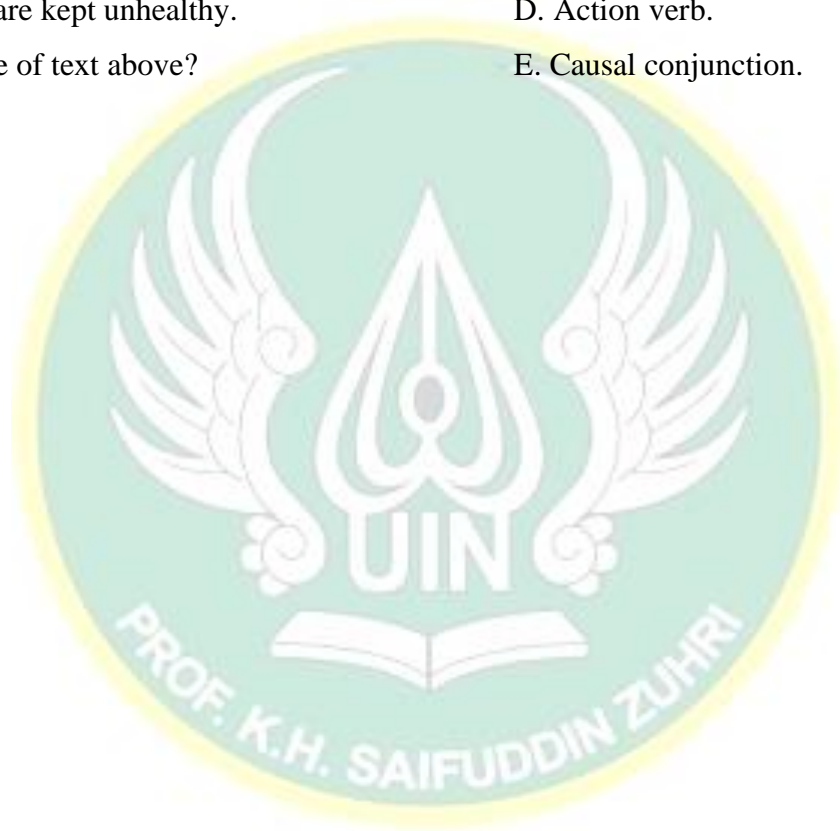 are kept unhealthy.
e of text above?
D. Action verb.
E. Causal conjunction.
UIN
PROF. K.H. SAIFUDDIN ZUHRI